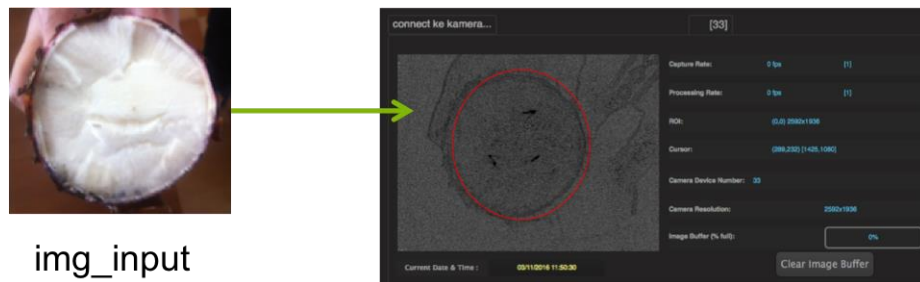 connect ke kamera...
[33]
Capture Rate: 0 fps [1]
Processing Rate: 0 fps [1]
ROI: (0,0) 2592x1936
Cursor: (289,232) [1425,1080]
Camera Device Number: 33
Camera Resolution: 2592x1936
Image Buffer (% full): 0%
Current Date & Time : 03/11/2016 11:50:30
Clear Image Buffer
img_input